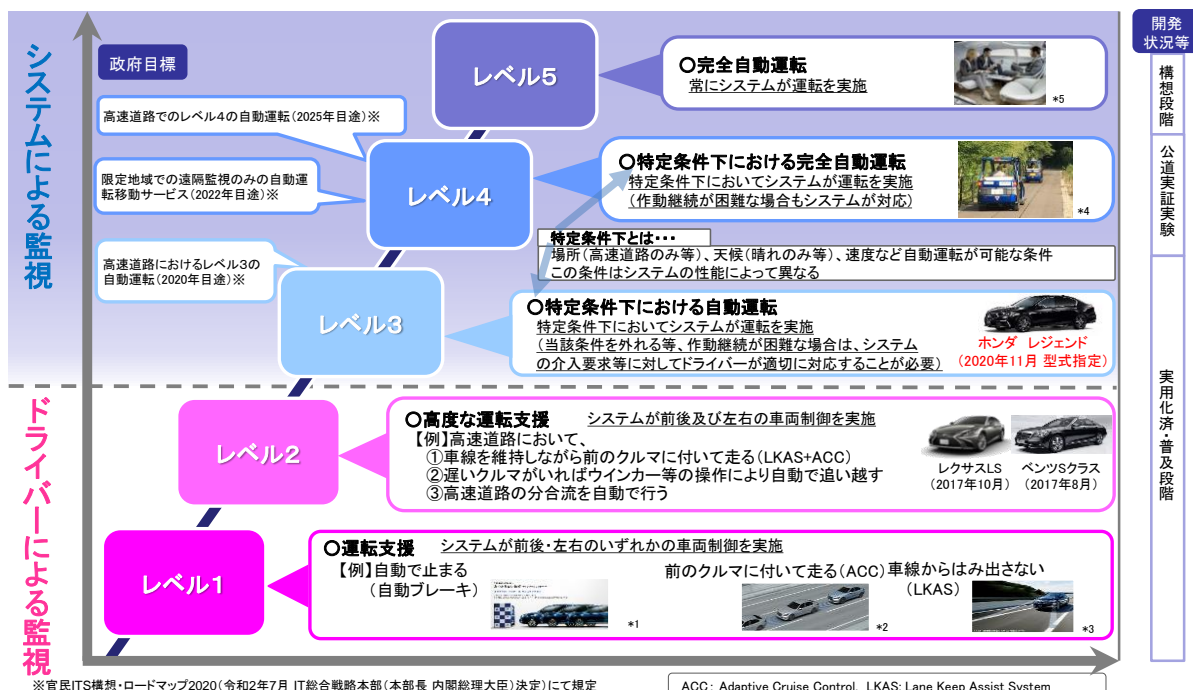 開発
状況等
政府目標
システムによる監視
レベル5
〇完全自動運転
常にシステムが運転を実施
*5
構想段階
高速道路でのレベル4の自動運転(2025年目途)※
レベル4
〇特定条件下における完全自動運転
特定条件下においてシステムが運転を実施
(作動継続が困難な場合もシステムが対応)
*4
公道実証実験
限定地域での遠隔監視のみの自動運
転移動サービス(2022年目途)※
特定条件下とは・・・
場所(高速道路のみ等)、天候(晴れのみ等)、速度など自動運転が可能な条件
この条件はシステムの性能によって異なる
高速道路におけるレベル3の
自動運転(2020年目途)※
レベル3
〇特定条件下における自動運転
特定条件下においてシステムが運転を実施
(当該条件を外れる等、作動継続が困難な場合は、システム
の介入要求等に対してドライバーが適切に対応することが必要)
ホンダ レジェンド
(2020年11月 型式指定)
実用化済・普及段階
ドライバーによる監視
レベル2
〇高度な運転支援 システムが前後及び左右の車両制御を実施
【例】高速道路において、
①車線を維持しながら前のクルマに付いて走る(LKAS+ACC)
②遅いクルマがいればウインカー等の操作により自動で追い越す
③高速道路の分合流を自動で行う
レクサスLS
(2017年10月)
ベンツSクラス
(2017年8月)
レベル1
〇運転支援 システムが前後・左右のいずれかの車両制御を実施
【例】自動で止まる
(自動ブレーキ)
*1
前のクルマに付いて走る(ACC)
*2
車線からはみ出さない
(LKAS)
*3
※官民ITS構想・ロードマップ2020(令和2年7月 IT総合戦略本部(本部長 内閣総理大臣)決定)にて規定
ACC: Adaptive Cruise Control, LKAS: Lane Keep Assist System